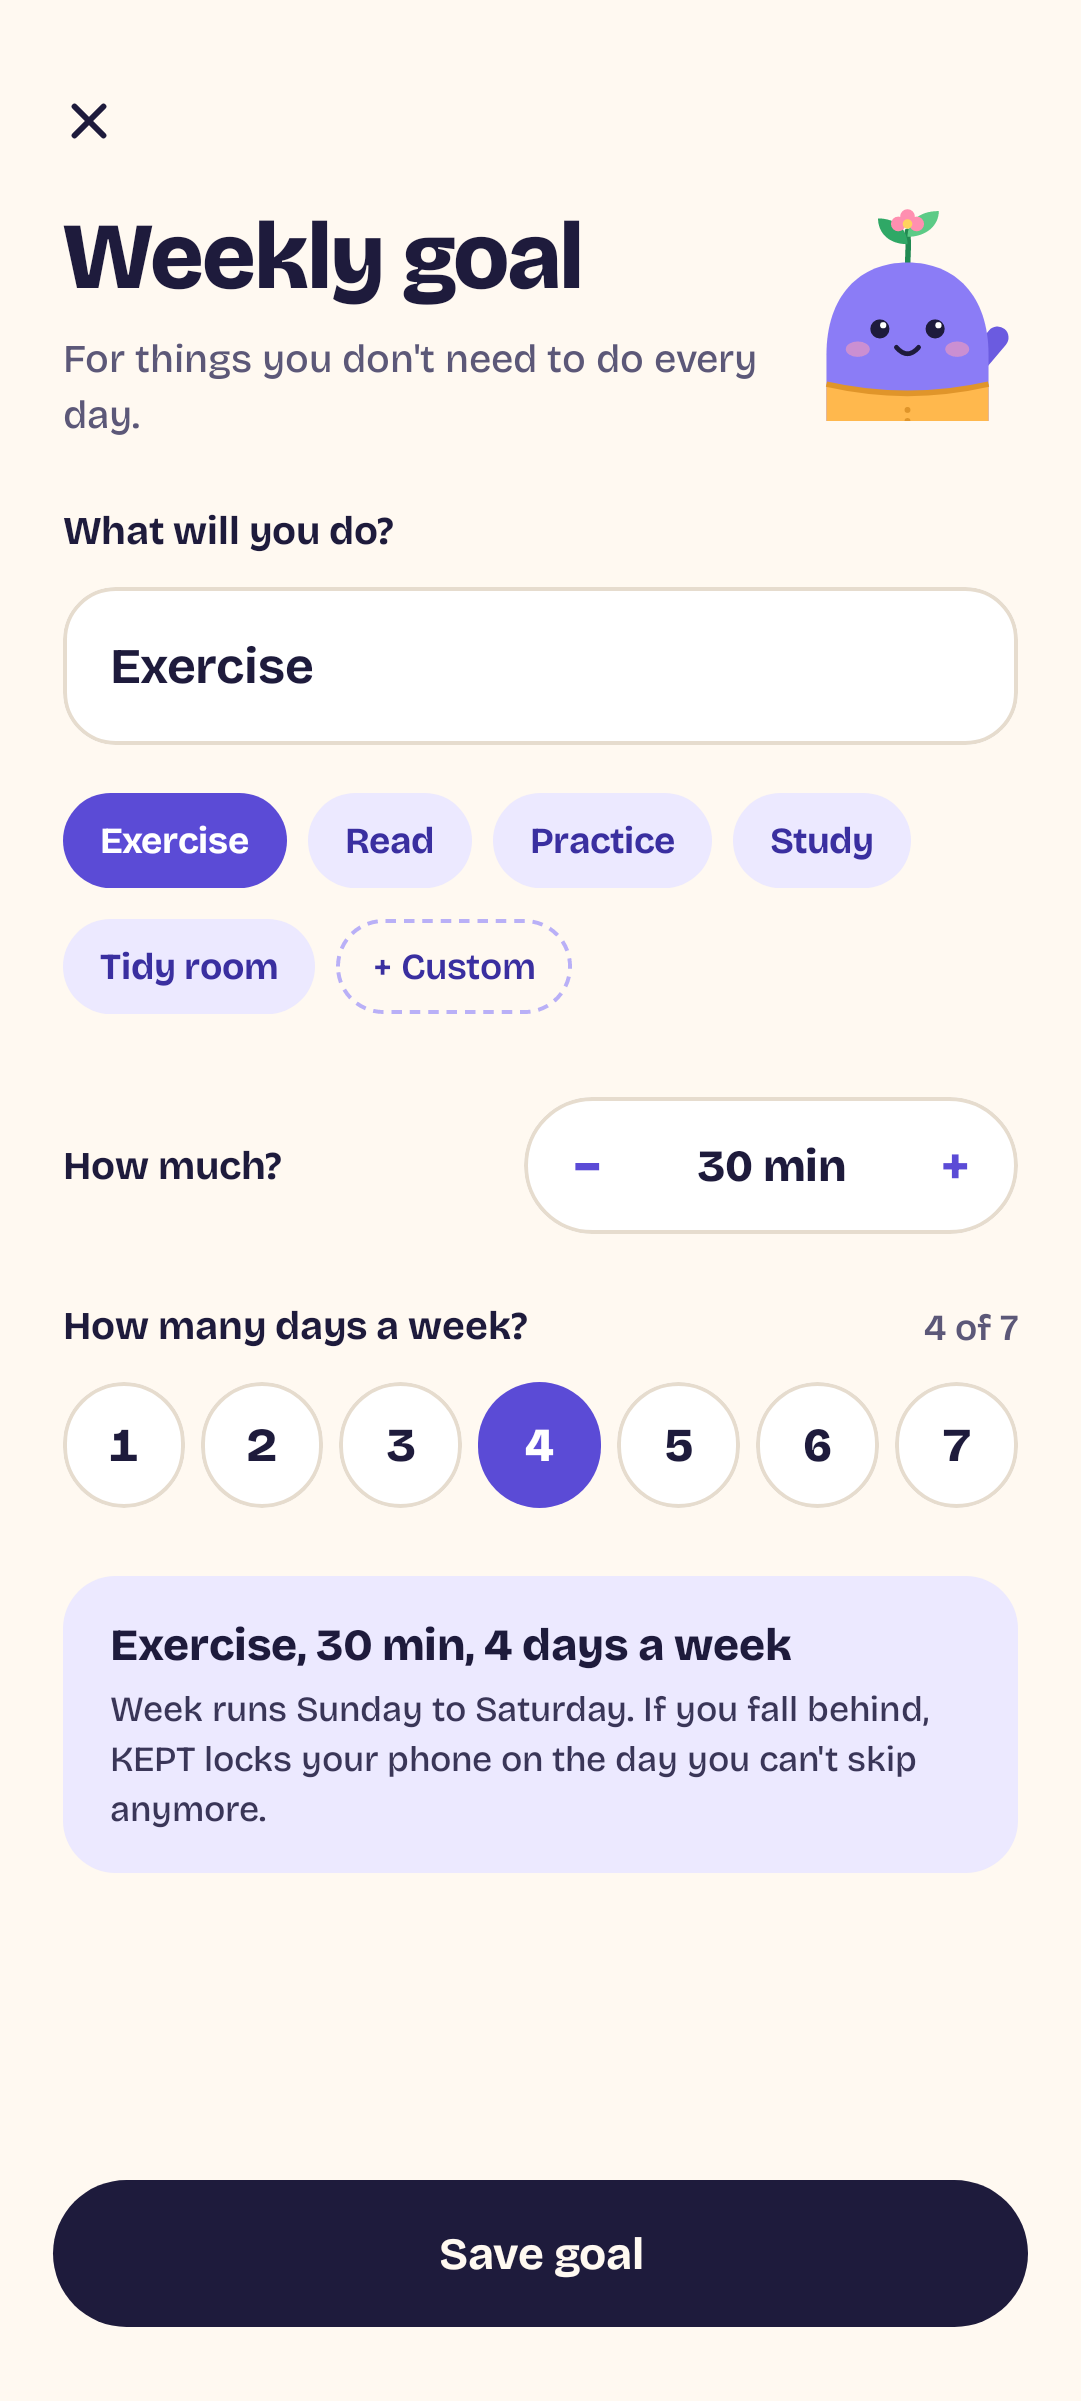 Weekly goal
For things you don't need to do every
day.
What will you do?
Exercise
Exercise Read Practice Study
Tidy room + Custom
How much? − 30 min +
How many days a week? 4 of 7
1 2 3 4 5 6 7
Exercise, 30 min, 4 days a week
Week runs Sunday to Saturday. If you fall behind,
KEPT locks your phone on the day you can't skip
anymore.
Save goal